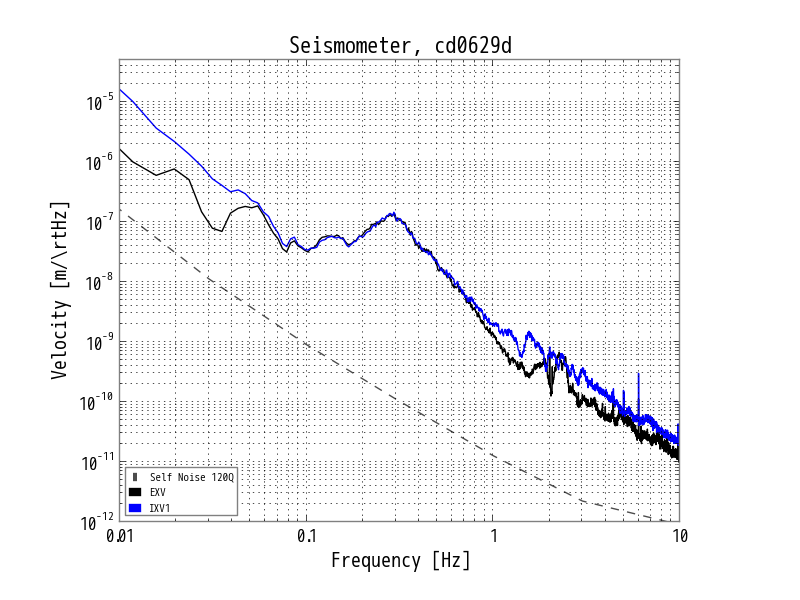 Seismometer, cd0629d
Velocity [m/\rtHz]
10-5
10-6
10-7
10-8
10-9
10-10
10-11
10-12
Self Noise 120Q
EXV
IXV1
0.01 0.1 1 10
Frequency [Hz]